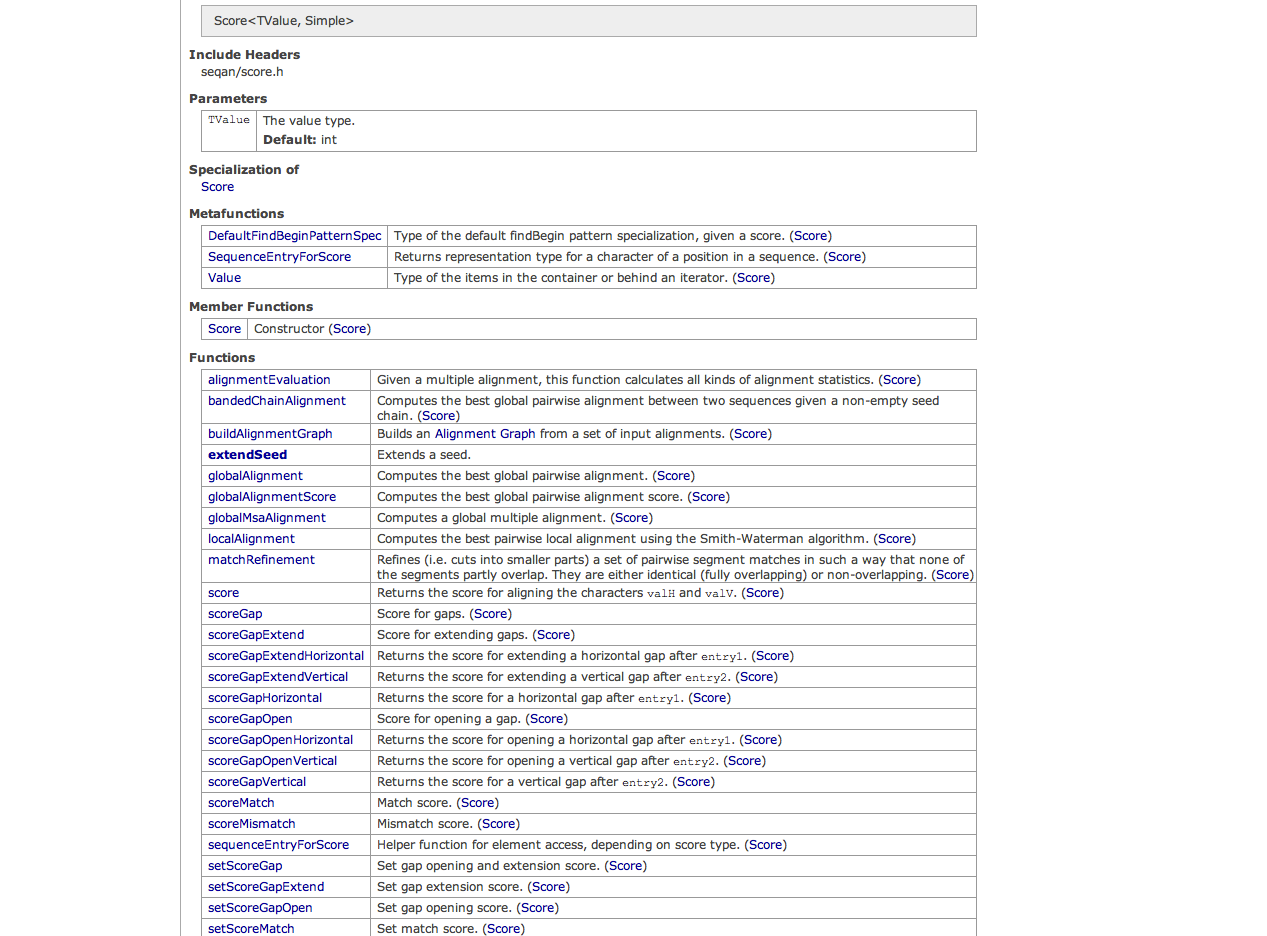 Score<TValue, Simple>
Include Headers
seqan/score.h
Parameters
TValue The value type.
Default: int
Specialization of
Score
Metafunctions
DefaultFindBeginPatternSpec Type of the default findBegin pattern specialization, given a score. (Score)
SequenceEntryForScore Returns representation type for a character of a position in a sequence. (Score)
Value Type of the items in the container or behind an iterator. (Score)
Member Functions
Score Constructor (Score)
Functions
alignmentEvaluation Given a multiple alignment, this function calculates all kinds of alignment statistics. (Score)
bandedChainAlignment Computes the best global pairwise alignment between two sequences given a non-empty seed
chain. (Score)
buildAlignmentGraph Builds an Alignment Graph from a set of input alignments. (Score)
extendSeed Extends a seed.
globalAlignment Computes the best global pairwise alignment. (Score)
globalAlignmentScore Computes the best global pairwise alignment score. (Score)
globalMsaAlignment Computes a global multiple alignment. (Score)
localAlignment Computes the best pairwise local alignment using the Smith-Waterman algorithm. (Score)
matchRefinement Refines (i.e. cuts into smaller parts) a set of pairwise segment matches in such a way that none of
the segments partly overlap. They are either identical (fully overlapping) or non-overlapping. (Score)
score Returns the score for aligning the characters valH and valV. (Score)
scoreGap Score for gaps. (Score)
scoreGapExtend Score for extending gaps. (Score)
scoreGapExtendHorizontal Returns the score for extending a horizontal gap after entry1. (Score)
scoreGapExtendVertical Returns the score for extending a vertical gap after entry2. (Score)
scoreGapHorizontal Returns the score for a horizontal gap after entry1. (Score)
scoreGapOpen Score for opening a gap. (Score)
scoreGapOpenHorizontal Returns the score for opening a horizontal gap after entry1. (Score)
scoreGapOpenVertical Returns the score for opening a vertical gap after entry2. (Score)
scoreGapVertical Returns the score for a vertical gap after entry2. (Score)
scoreMatch Match score. (Score)
scoreMismatch Mismatch score. (Score)
sequenceEntryForScore Helper function for element access, depending on score type. (Score)
setScoreGap Set gap opening and extension score. (Score)
setScoreGapExtend Set gap extension score. (Score)
setScoreGapOpen Set gap opening score. (Score)
setScoreMatch Set match score. (Score)